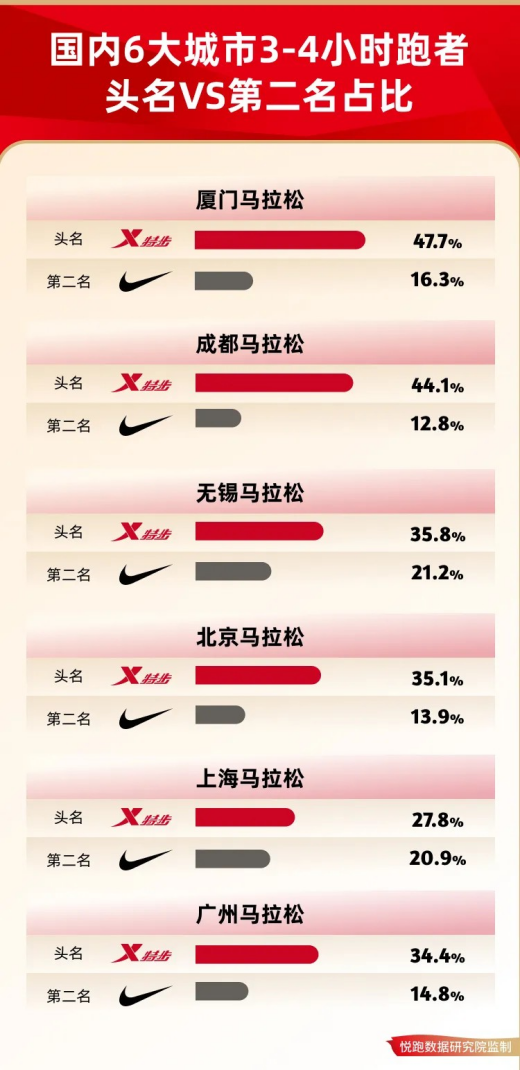 国内6大城市3-4小时跑者
头名VS第二名占比
厦门马拉松
头名 特步 47.7%
第二名 16.3%
成都马拉松
头名 特步 44.1%
第二名 12.8%
无锡马拉松
头名 特步 35.8%
第二名 21.2%
北京马拉松
头名 特步 35.1%
第二名 13.9%
上海马拉松
头名 特步 27.8%
第二名 20.9%
广州马拉松
头名 特步 34.4%
第二名 14.8%
悦跑数据研究院监制